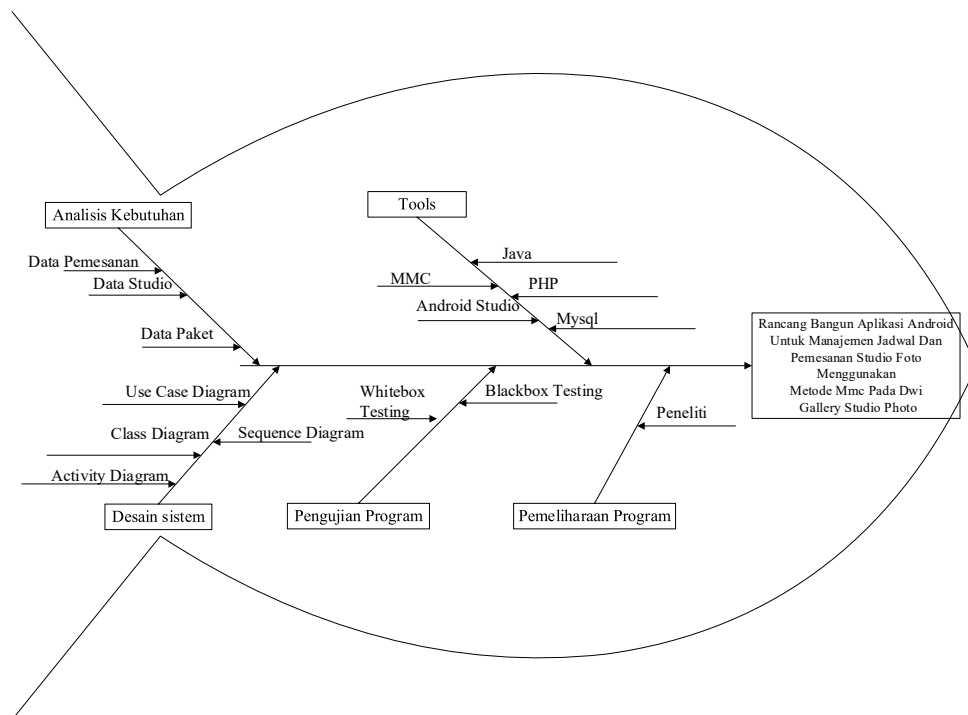 Analisis Kebutuhan
Data Pemesanan
Data Studio
Data Paket
Tools
Java
MMC
PHP
Android Studio
Mysql
Rancang Bangun Aplikasi Android
Untuk Manajemen Jadwal Dan
Pemesanan Studio Foto
Menggunakan
Metode Mmc Pada Dwi
Gallery Studio Photo
Use Case Diagram
Class Diagram
Sequence Diagram
Activity Diagram
Desain sistem
Whitebox
Testing
Blackbox Testing
Pengujian Program
Peneliti
Pemeliharaan Program